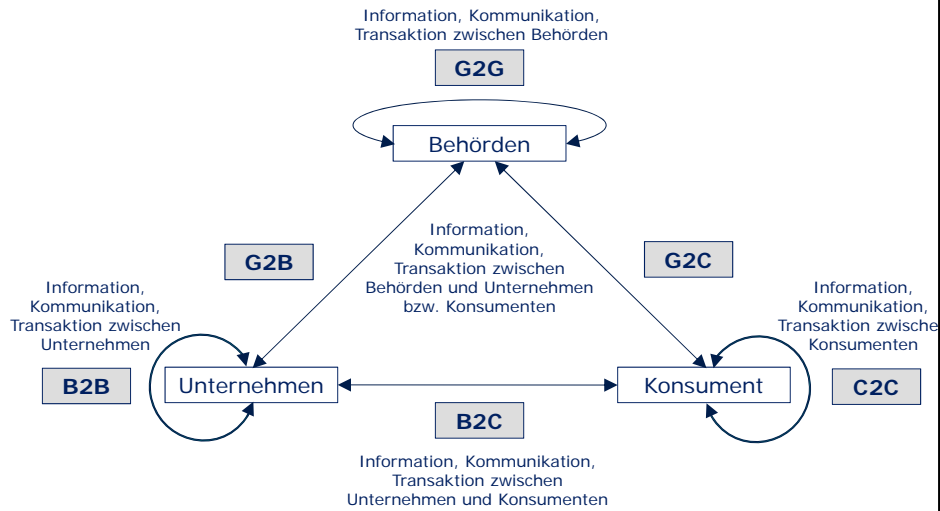 Information, Kommunikation,
Transaktion zwischen Behörden
G2G
Behörden
Information,
Kommunikation,
Transaktion zwischen
Behörden und Unternehmen
bzw. Konsumenten
G2B
G2C
Information,
Kommunikation,
Transaktion zwischen
Unternehmen
B2B
Unternehmen
Information,
Kommunikation,
Transaktion zwische
Konsumenten
Konsument
C2C
B2C
Information, Kommunikation,
Transaktion zwischen
Unternehmen und Konsumenten